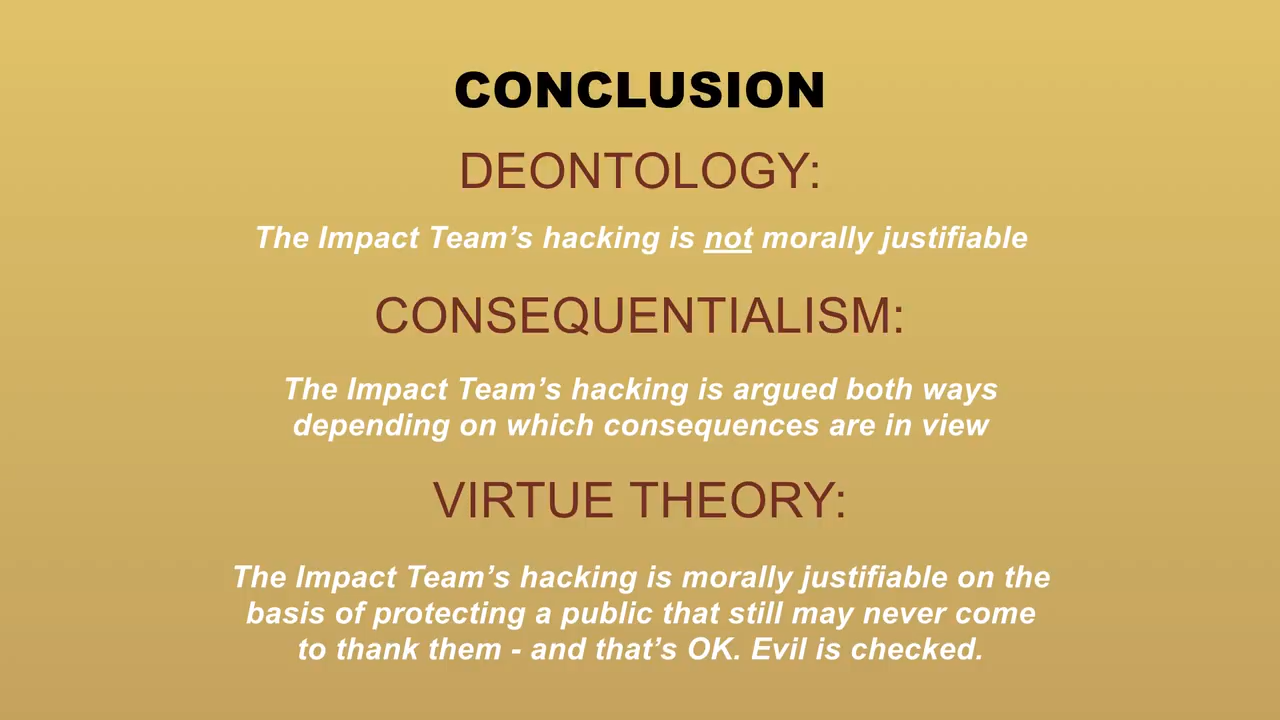 CONCLUSION
DEONTOLOGY:
The Impact Team’s hacking is not morally justifiable
CONSEQUENTIALISM:
The Impact Team’s hacking is argued both ways
depending on which consequences are in view
VIRTUE THEORY:
The Impact Team’s hacking is morally justifiable on the
basis of protecting a public that still may never come
to thank them - and that’s OK. Evil is checked.